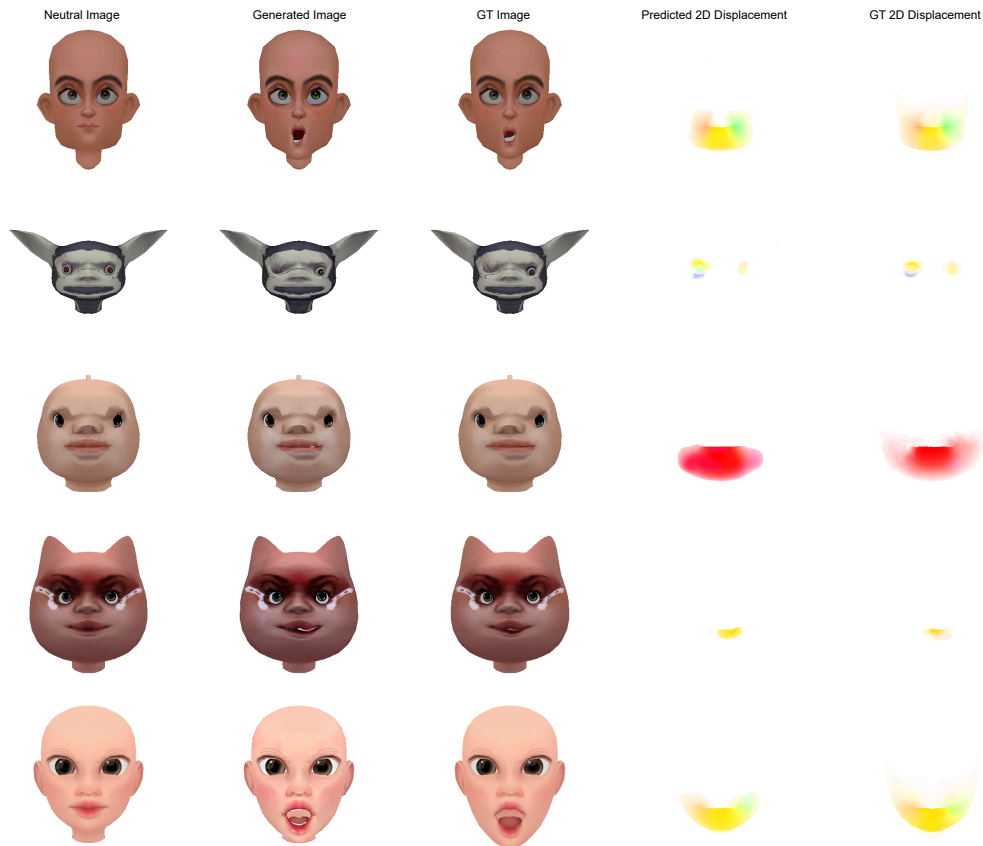 Neutral Image
Generated Image
GT Image
Predicted 2D Displacement
GT 2D Displacement